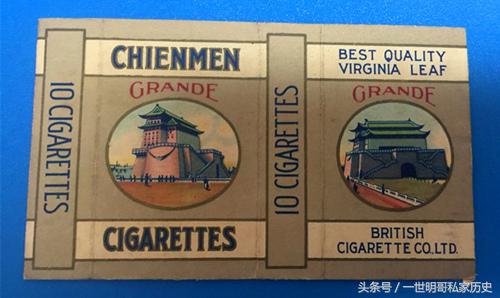 10 CIGARETTES
CHIENMEN
GRANDE
CIGARETTES
10 CIGARETTES
BEST QUALITY
VIRGINIA LEAF
GRANDE
BRITISH
CIGARETTE CO., LTD.
头条号 / 一世明哥私家历史